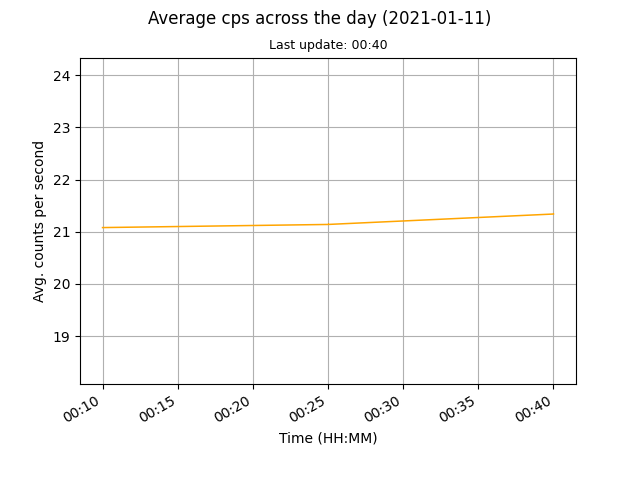 Average cps across the day (2021-01-11)
Last update: 00:40
24
23
22
21
20
19
Avg. counts per second
00:10 00:15 00:20 00:25 00:30 00:35 00:40
Time (HH:MM)